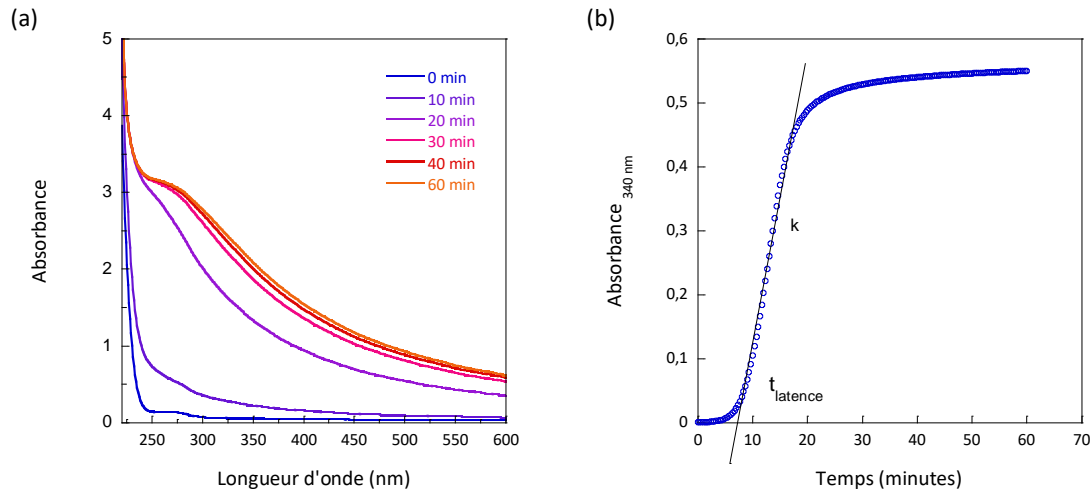 (a)
5
4
3
2
1
0
Absorbance
0 min
10 min
20 min
30 min
40 min
60 min
250 300 350 400 450 500 550 600
Longueur d'onde (nm)
(b)
0,6
0,5
0,4
0,3
0,2
0,1
0
Absorbance 340 nm
k
t latence
0 10 20 30 40 50 60 70
Temps (minutes)